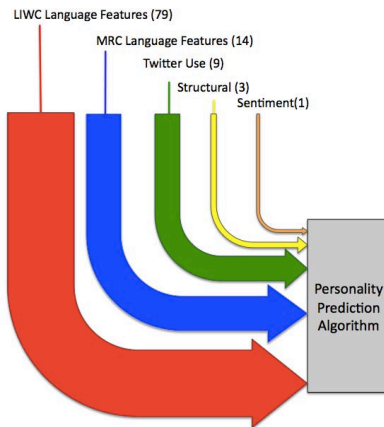 LIWC Language Features (79)
MRC Language Features (14)
Twitter Use (9)
Structural (3)
Sentiment(1)
Personality
Prediction
Algorithm